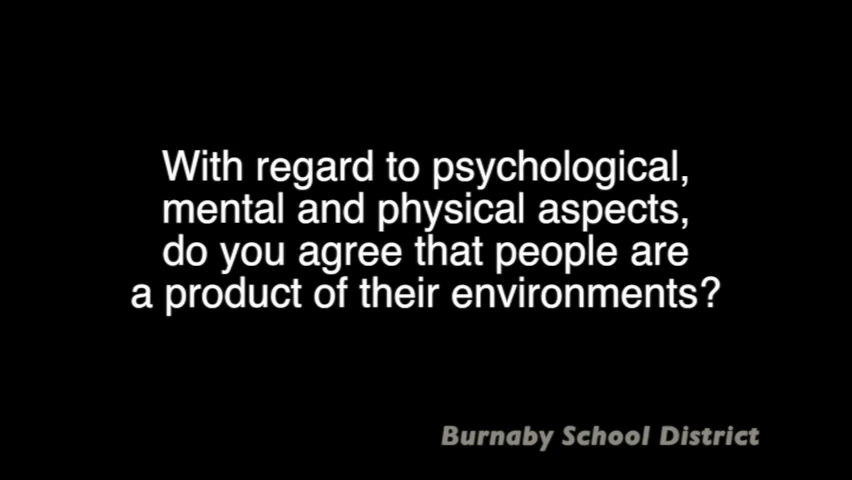 With regard to psychological,
mental and physical aspects,
do you agree that people are
a product of their environments?
Burnaby School District